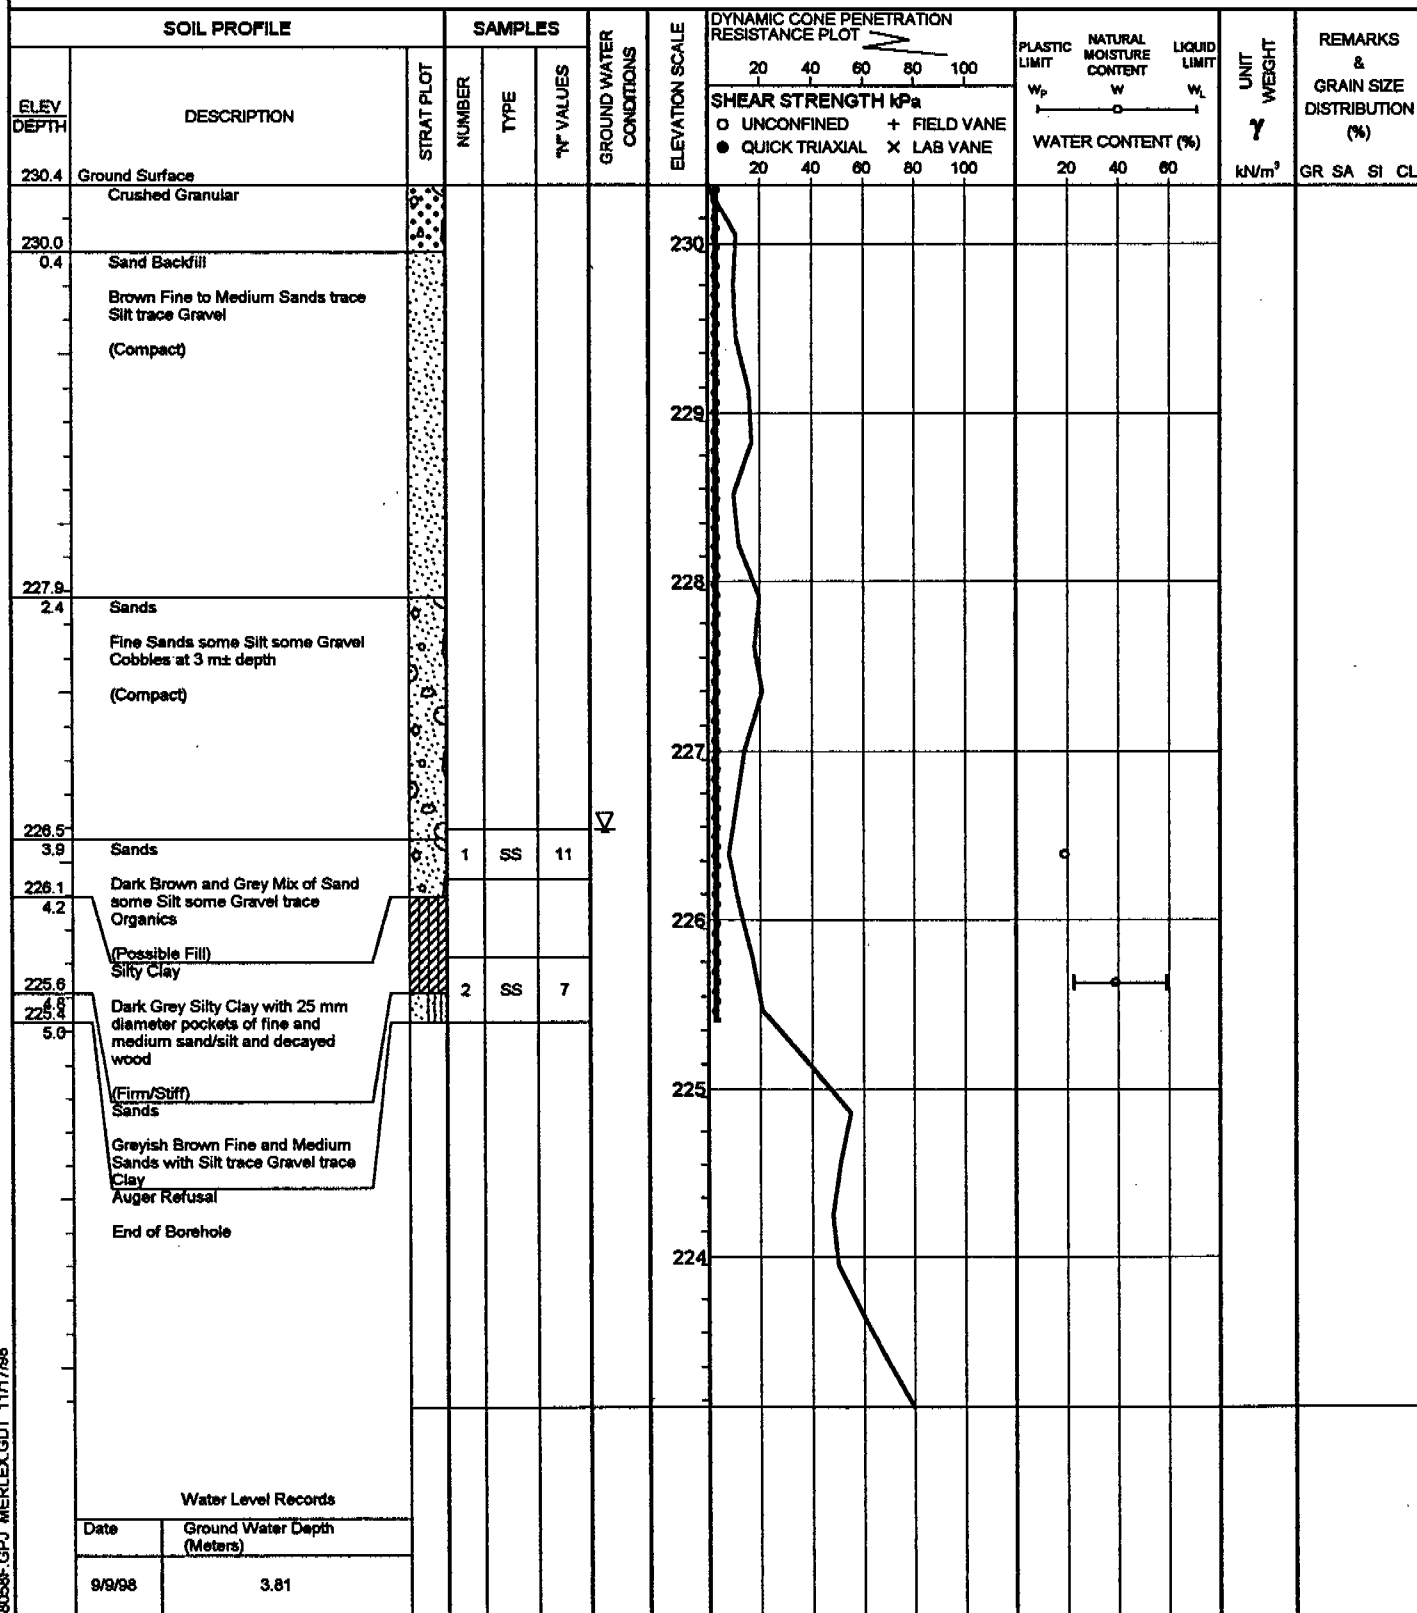 SOIL PROFILE
SAMPLES
ELEV
DEPTH
DESCRIPTION
STRAT PLOT
NUMBER
TYPE
"N" VALUES
GROUND WATER
CONDITIONS
ELEVATION SCALE
DYNAMIC CONE PENETRATION
RESISTANCE PLOT
20 40 60 80 100
SHEAR STRENGTH kPa
UNCONFINED + FIELD VANE
QUICK TRIAXIAL × LAB VANE
20 40 60 80 100
PLASTIC
LIMIT
NATURAL
MOISTURE
CONTENT
LIQUID
LIMIT
WP W WL
WATER CONTENT (%)
20 40 60
UNIT
WEIGHT
γ
kN/m³
REMARKS
&
GRAIN SIZE
DISTRIBUTION
(%)
GR SA SI CL
230.4 Ground Surface
Crushed Granular
230.0
0.4 Sand Backfill
Brown Fine to Medium Sands trace
Silt trace Gravel
(Compact)
227.9
2.4 Sands
Fine Sands some Silt some Gravel
Cobbles at 3 m± depth
(Compact)
226.5
3.9 Sands
1 SS 11
226.1 Dark Brown and Grey Mix of Sand
4.2 some Silt some Gravel trace
Organics
(Possible Fill)
Silty Clay
225.6
2 SS 7
4.8 Dark Grey Silty Clay with 25 mm
225.4 diameter pockets of fine and
5.0 medium sand/silt and decayed
wood
(Firm/Stiff)
Sands
Greyish Brown Fine and Medium
Sands with Silt trace Gravel trace
Clay
Auger Refusal
End of Borehole
230
229
228
227
226
225
224
Water Level Records
Date Ground Water Depth
(Meters)
9/9/98 3.81
MERLEX.GDT 11/17/98